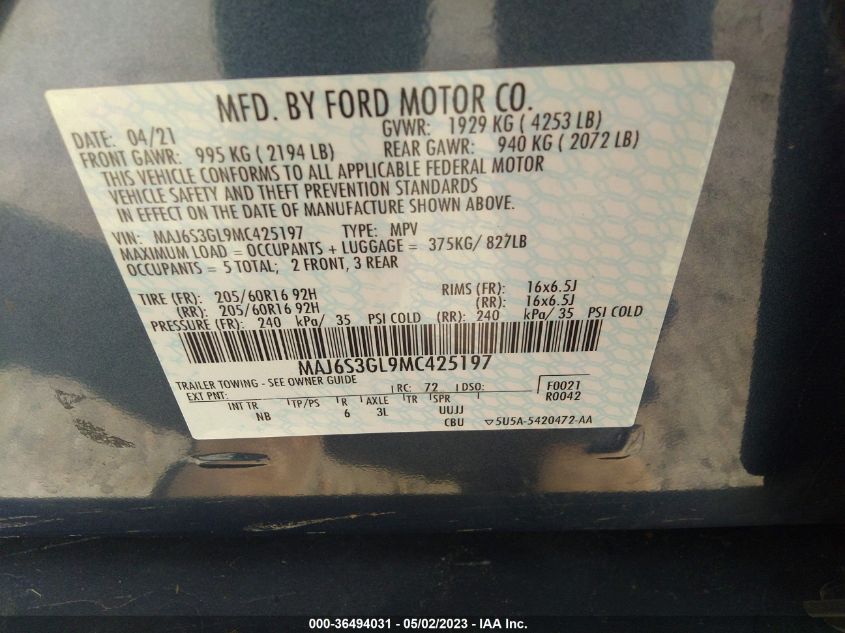 MFD. BY FORD MOTOR CO.
DATE: 04/21 GVWR: 1929 KG ( 4253 LB)
FRONT GAWR: 995 KG ( 2194 LB) REAR GAWR: 940 KG ( 2072 LB)
THIS VEHICLE CONFORMS TO ALL APPLICABLE FEDERAL MOTOR
VEHICLE SAFETY AND THEFT PREVENTION STANDARDS
IN EFFECT ON THE DATE OF MANUFACTURE SHOWN ABOVE.
VIN: MAJ6S3GL9MC425197 TYPE: MPV
MAXIMUM LOAD = OCCUPANTS + LUGGAGE = 375KG/ 827LB
OCCUPANTS = 5 TOTAL; 2 FRONT, 3 REAR
TIRE (FR): 205/60R16 92H RIMS (FR): 16x6.5J
(RR): 205/60R16 92H (RR): 16x6.5J
PRESSURE (FR): 240 kPa/ 35 PSI COLD (RR): 240 kPa/ 35 PSI COLD
MAJ6S3GL9MC425197
TRAILER TOWING - SEE OWNER GUIDE
EXT PNT: RC: 72 DSO: F0021
R0042
INT TR TP/PS R AXLE TR SPR
NB 6 3L UUJJ
CBU ▽5U5A-5420472-AA
000-36494031 - 05/02/2023 - IAA Inc.